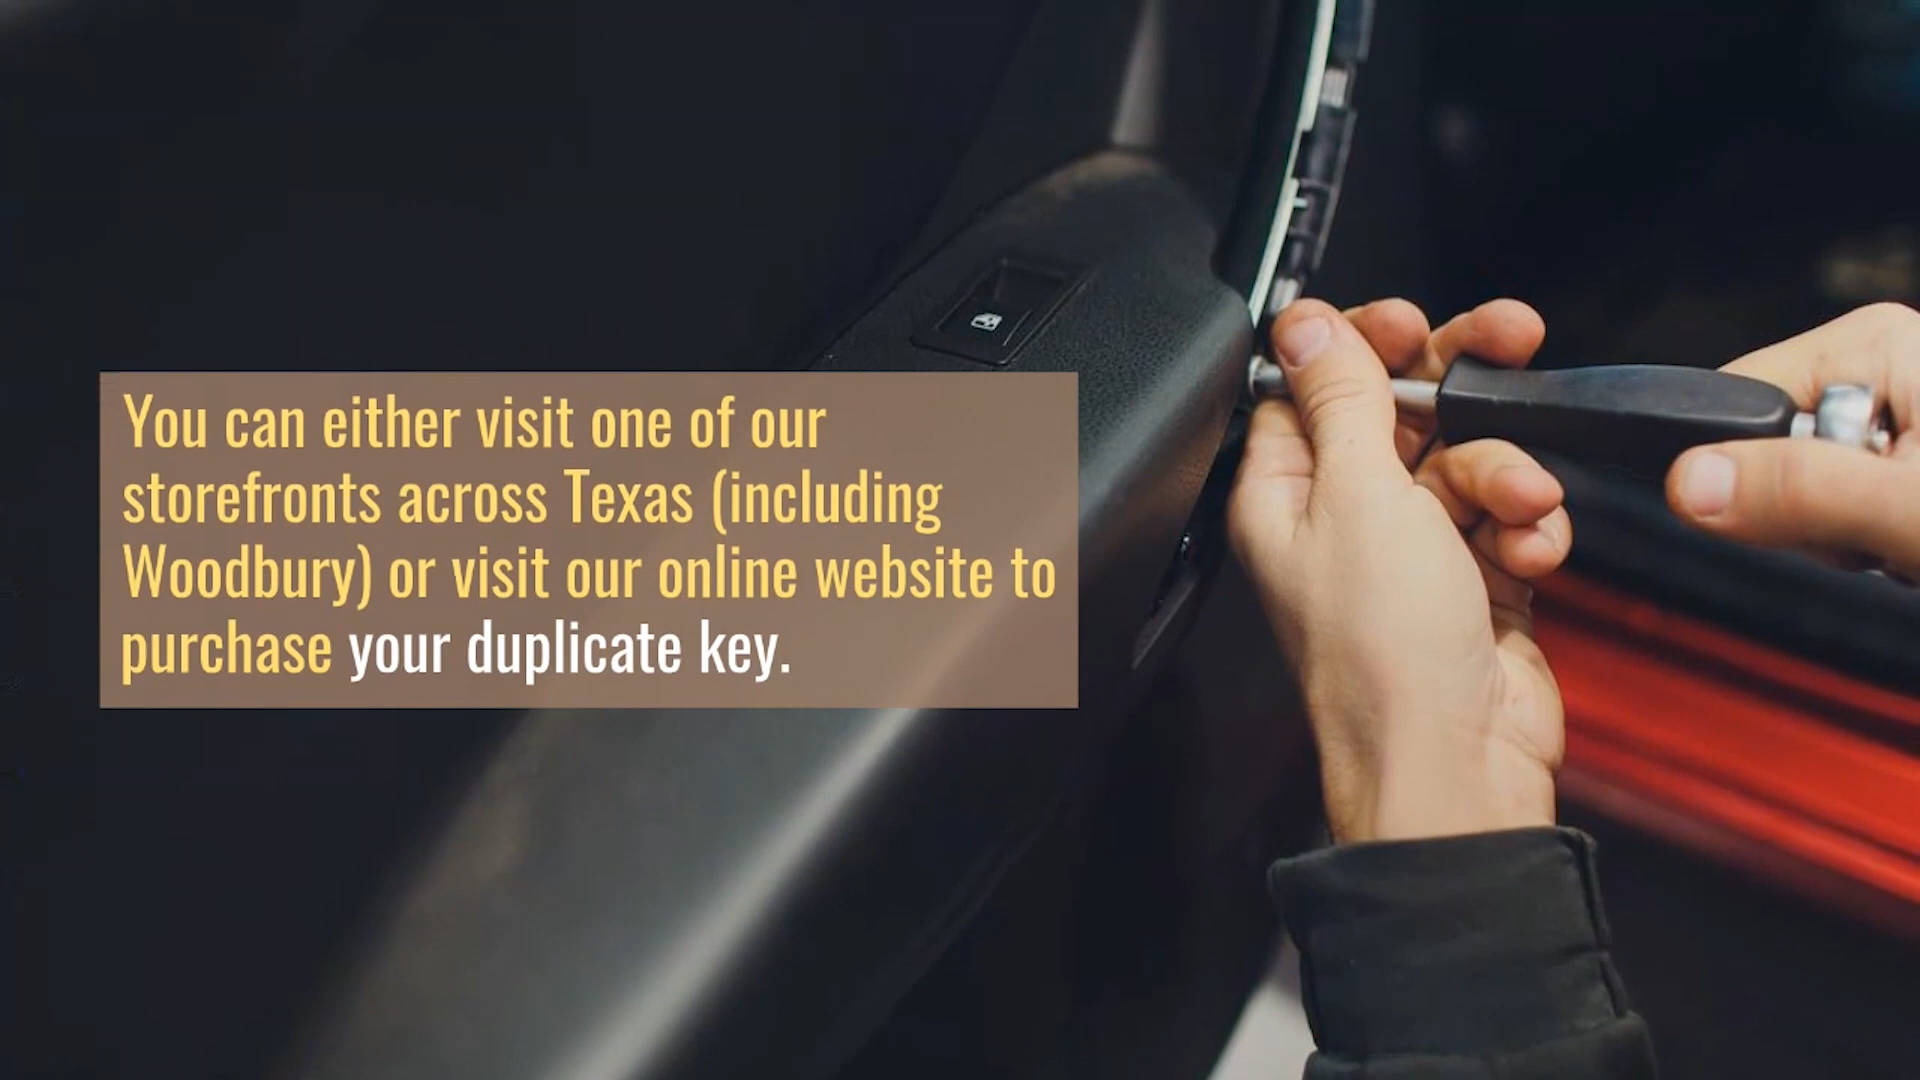 You can either visit one of our
storefronts across Texas (including
Woodbury) or visit our online website to
purchase your duplicate key.